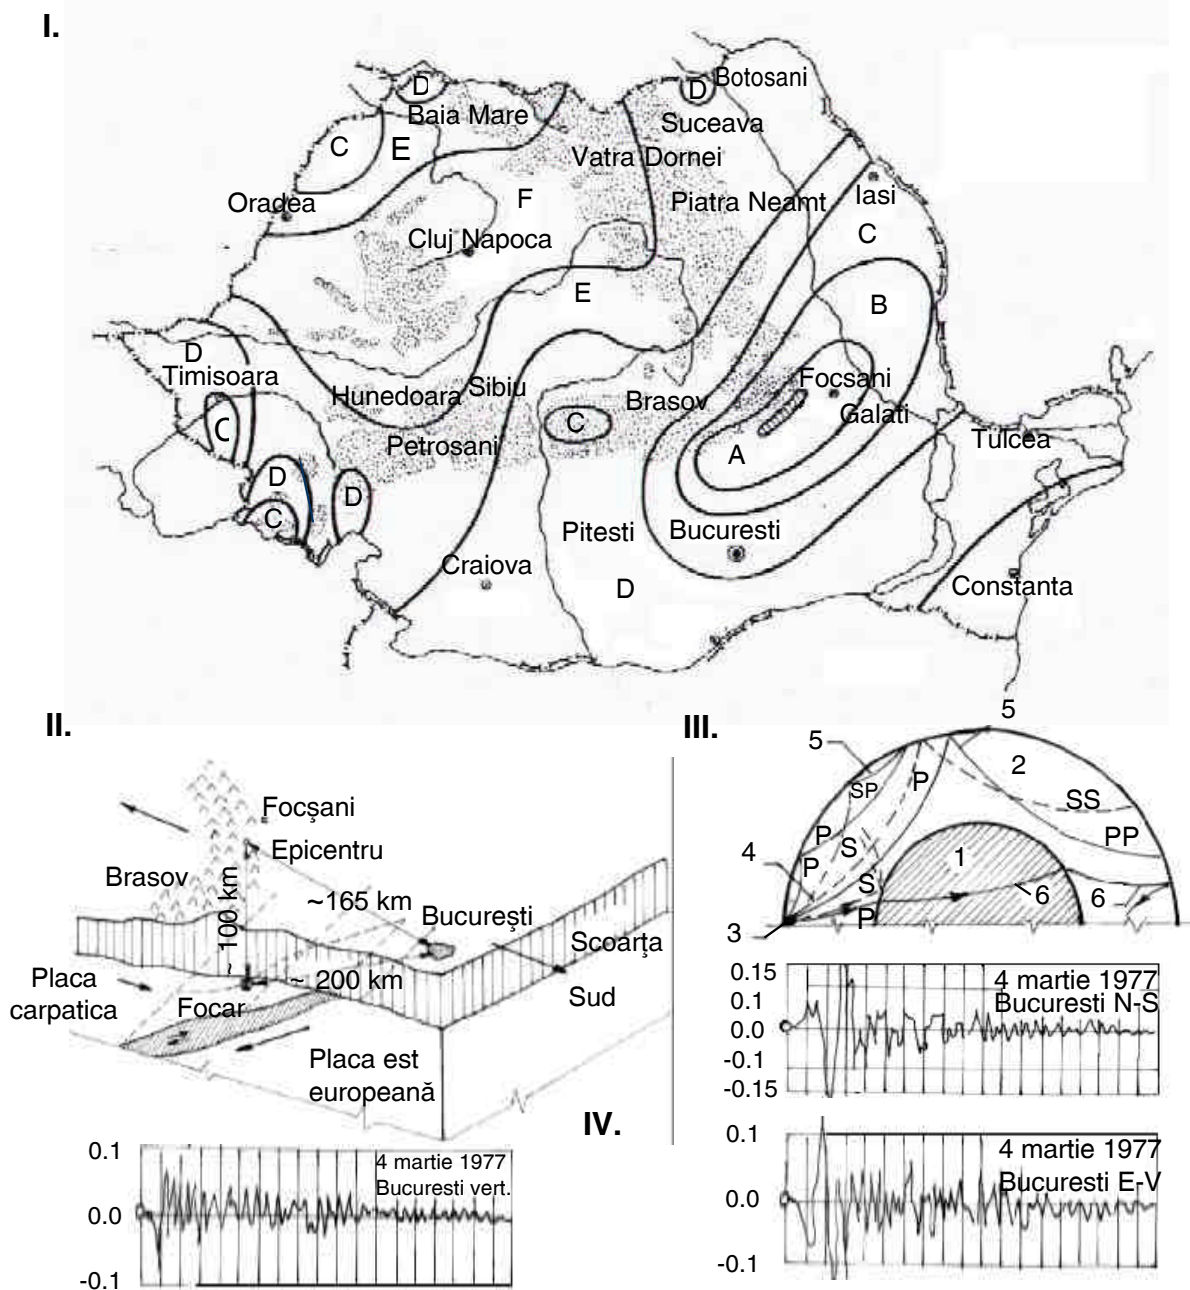 I.
D
Botosani
Baia Mare
Suceava
C
E
Vatra Dornei
Oradea
F
Piatra Neamt
Iasi
Cluj Napoca
C
E
B
D
Timisoara
Hunedoara
Sibiu
Focsani
Brasov
Galati
C
C
Petrosani
Tulcea
A
D
D
C
Pitesti
Bucuresti
Craiova
D
Constanta
II.
Focşani
Epicentru
Brasov
~ 100 km
~165 km
Bucureşti
Scoarţa
~ 200 km
Sud
Placa
carpatica
Focar
Placa est
europeană
III.
5
5
2
SP
P
SS
PP
P
P
S
4
1
S
6
6
P
3
0.15
0.1
0.0
-0.1
-0.15
4 martie 1977
Bucuresti N-S
IV.
0.1
0.0
-0.1
4 martie 1977
Bucuresti vert.
0.1
0.0
-0.1
4 martie 1977
Bucuresti E-V